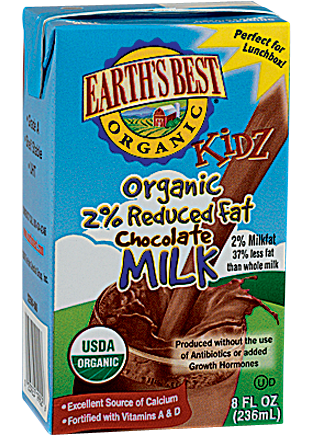 Perfect for
Lunchbox!
EARTH'S BEST
ORGANIC
KiDZ
Organic
2% Reduced Fat
Chocolate
MILK
2% Milkfat
37% less fat
than whole milk
USDA
ORGANIC
Produced without the use
of Antibiotics or added
Growth Hormones
U D
• Excellent Source of Calcium
• Fortified with Vitamins A & D
8 FL OZ
(236mL)
• Grade A